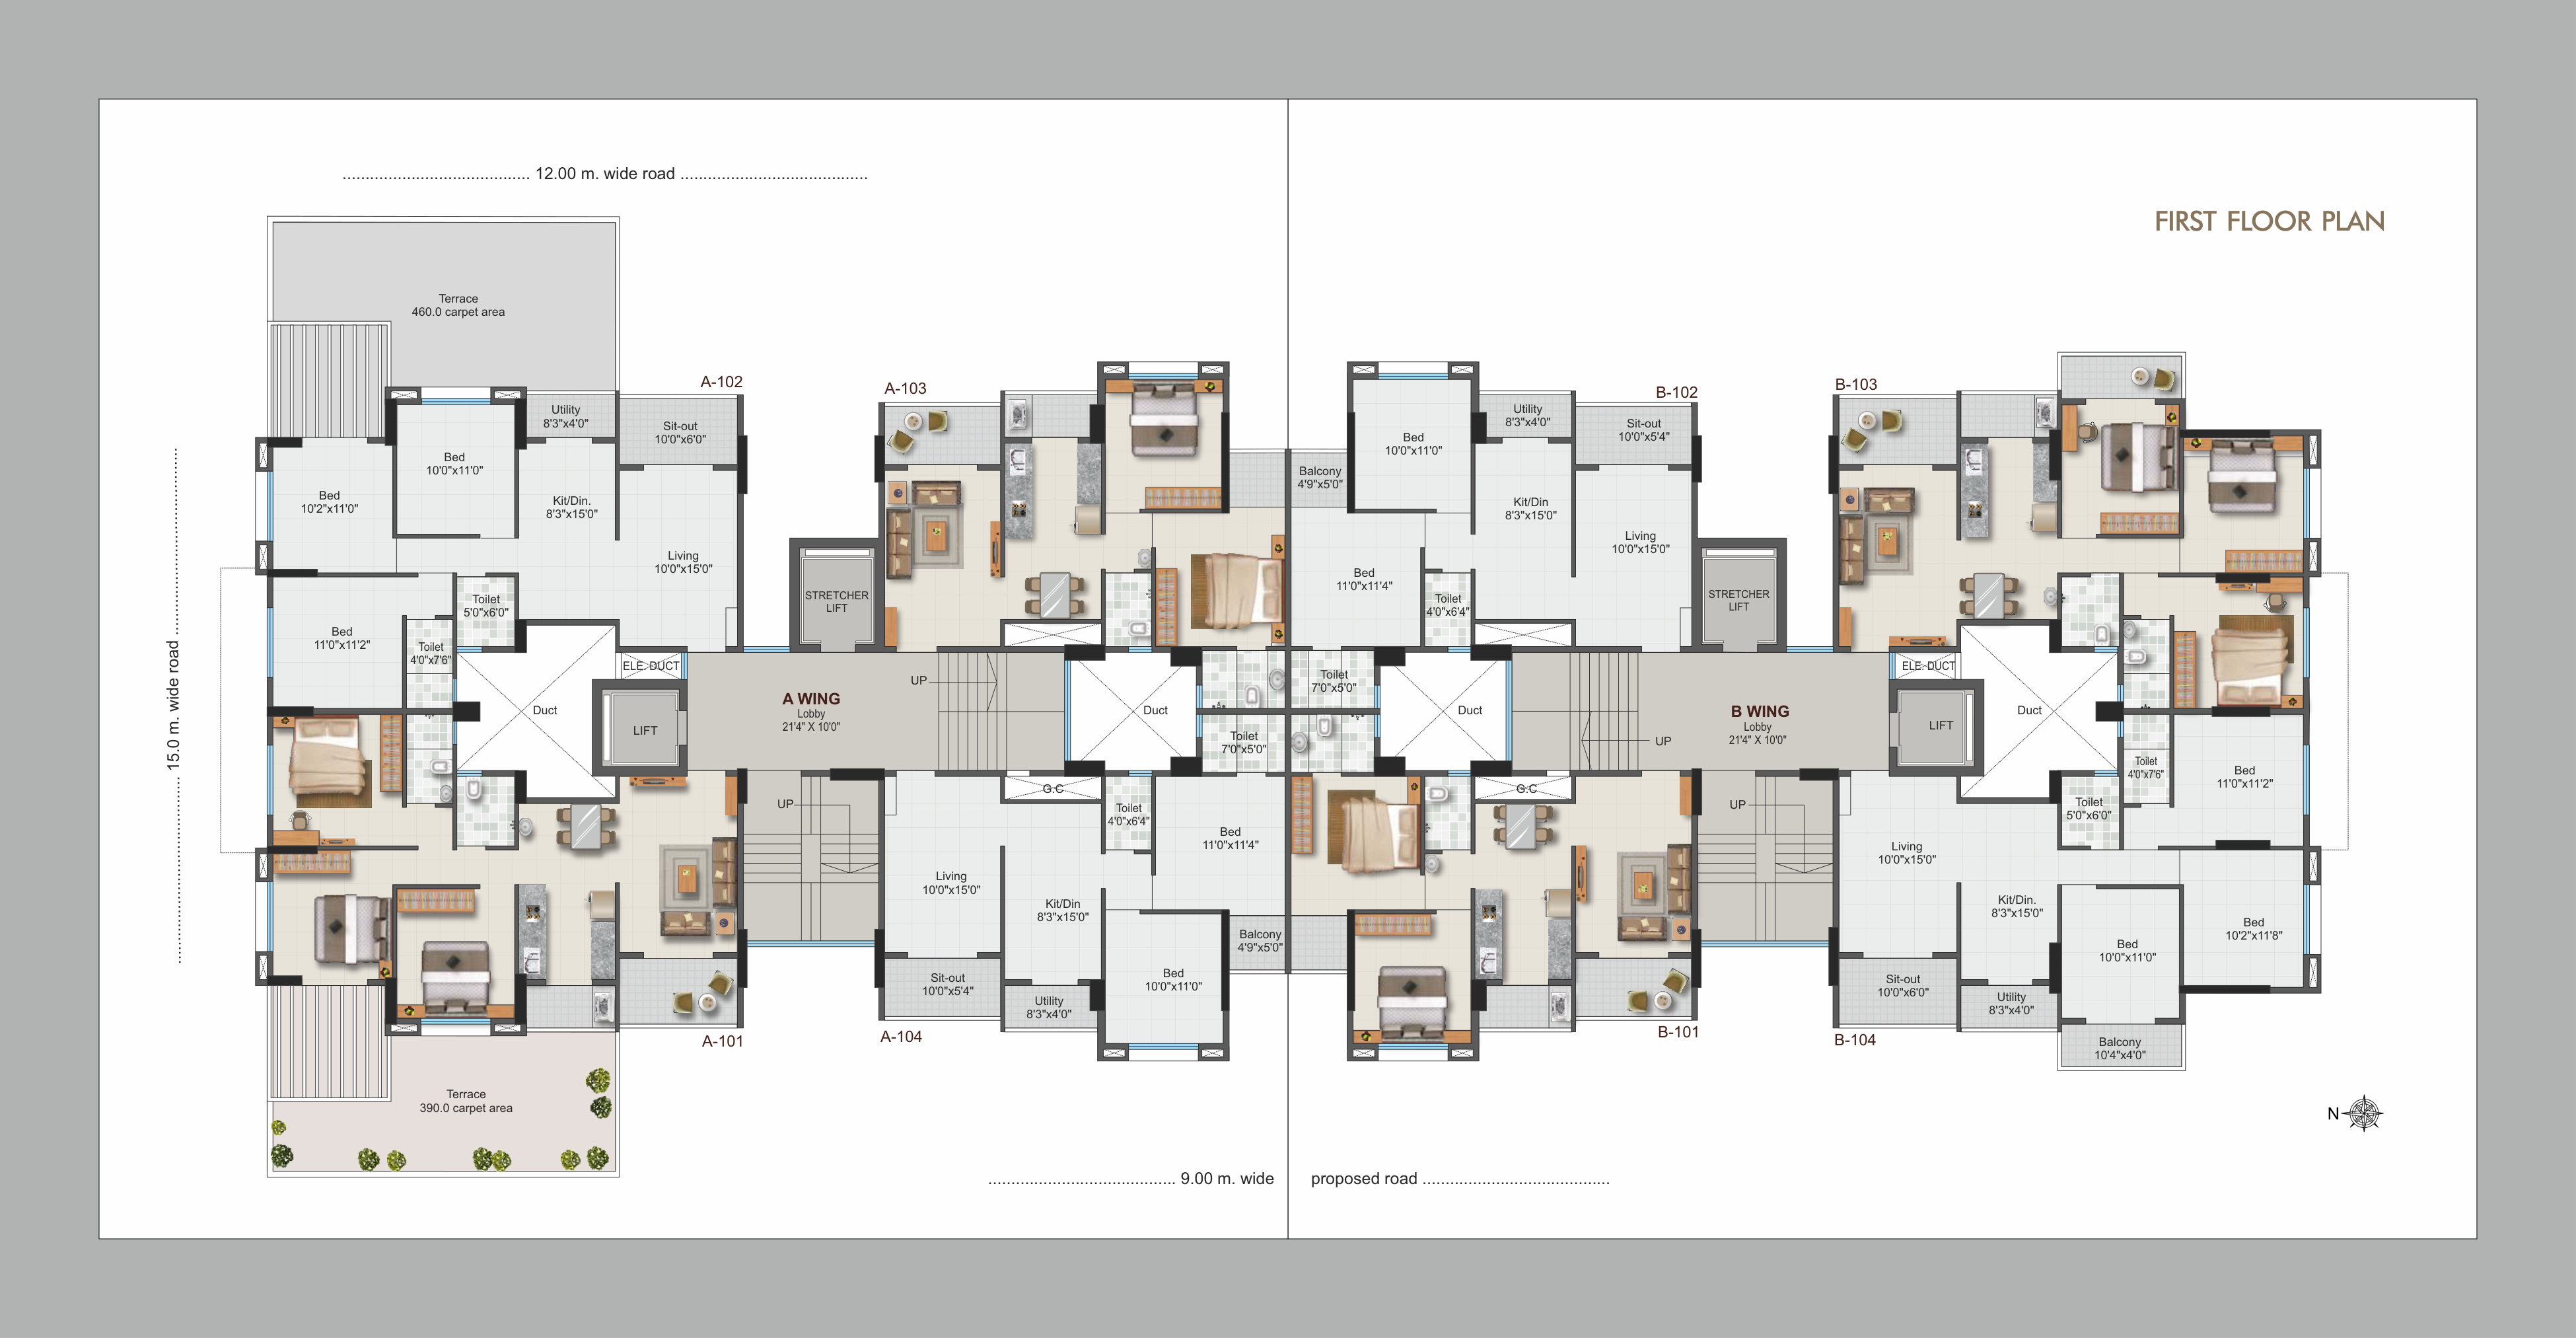 .......................................... 12.00 m. wide road ..........................................
FIRST FLOOR PLAN
.......................................... 15.0 m. wide road ..........................................
Terrace
460.0 carpet area
A-102
Utility
8'3"x4'0"
Sit-out
10'0"x6'0"
Bed
10'0"x11'0"
Bed
10'2"x11'0"
Kit/Din.
8'3"x15'0"
Living
10'0"x15'0"
Toilet
5'0"x6'0"
Bed
11'0"x11'2"
Toilet
4'0"x7'6"
ELE. DUCT
Duct
LIFT
A-103
STRETCHER
LIFT
UP
A WING
Lobby
21'4" X 10'0"
Duct
Toilet
7'0"x5'0"
UP
G.C
Toilet
4'0"x6'4"
Bed
11'0"x11'4"
Living
10'0"x15'0"
Kit/Din
8'3"x15'0"
Balcony
4'9"x5'0"
Bed
10'0"x11'0"
Sit-out
10'0"x5'4"
Utility
8'3"x4'0"
A-104
A-101
Terrace
390.0 carpet area
B-102
Utility
8'3"x4'0"
Sit-out
10'0"x5'4"
Bed
10'0"x11'0"
Balcony
4'9"x5'0"
Kit/Din
8'3"x15'0"
Living
10'0"x15'0"
Bed
11'0"x11'4"
Toilet
4'0"x6'4"
Toilet
7'0"x5'0"
Duct
STRETCHER
LIFT
B WING
Lobby
21'4" X 10'0"
UP
G.C
UP
B-101
B-103
ELE. DUCT
LIFT
Duct
Toilet
4'0"x7'6"
Bed
11'0"x11'2"
Toilet
5'0"x6'0"
Living
10'0"x15'0"
Kit/Din.
8'3"x15'0"
Bed
10'0"x11'0"
Bed
10'2"x11'8"
Sit-out
10'0"x6'0"
Utility
8'3"x4'0"
Balcony
10'4"x4'0"
B-104
N
.......................................... 9.00 m. wide proposed road ..........................................